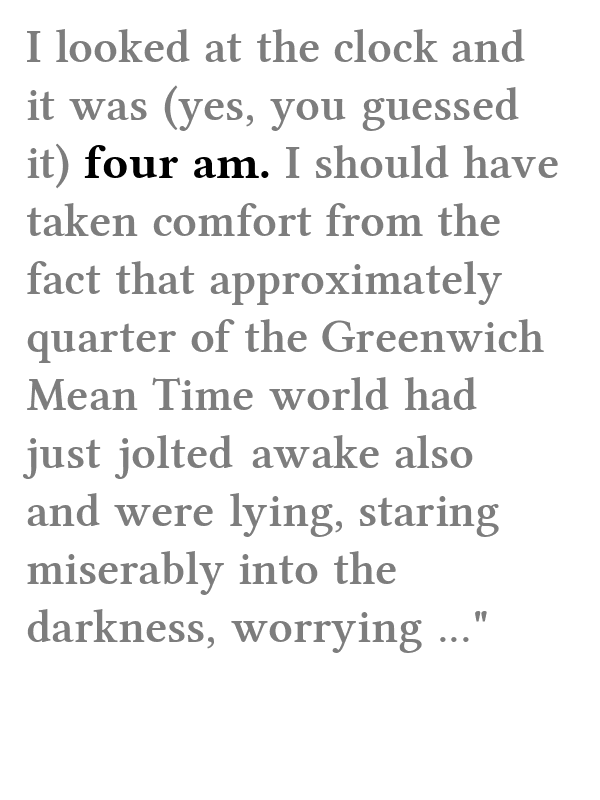 I looked at the clock and
it was (yes, you guessed
it) four am. I should have
taken comfort from the
fact that approximately
quarter of the Greenwich
Mean Time world had
just jolted awake also
and were lying, staring
miserably into the
darkness, worrying ..."